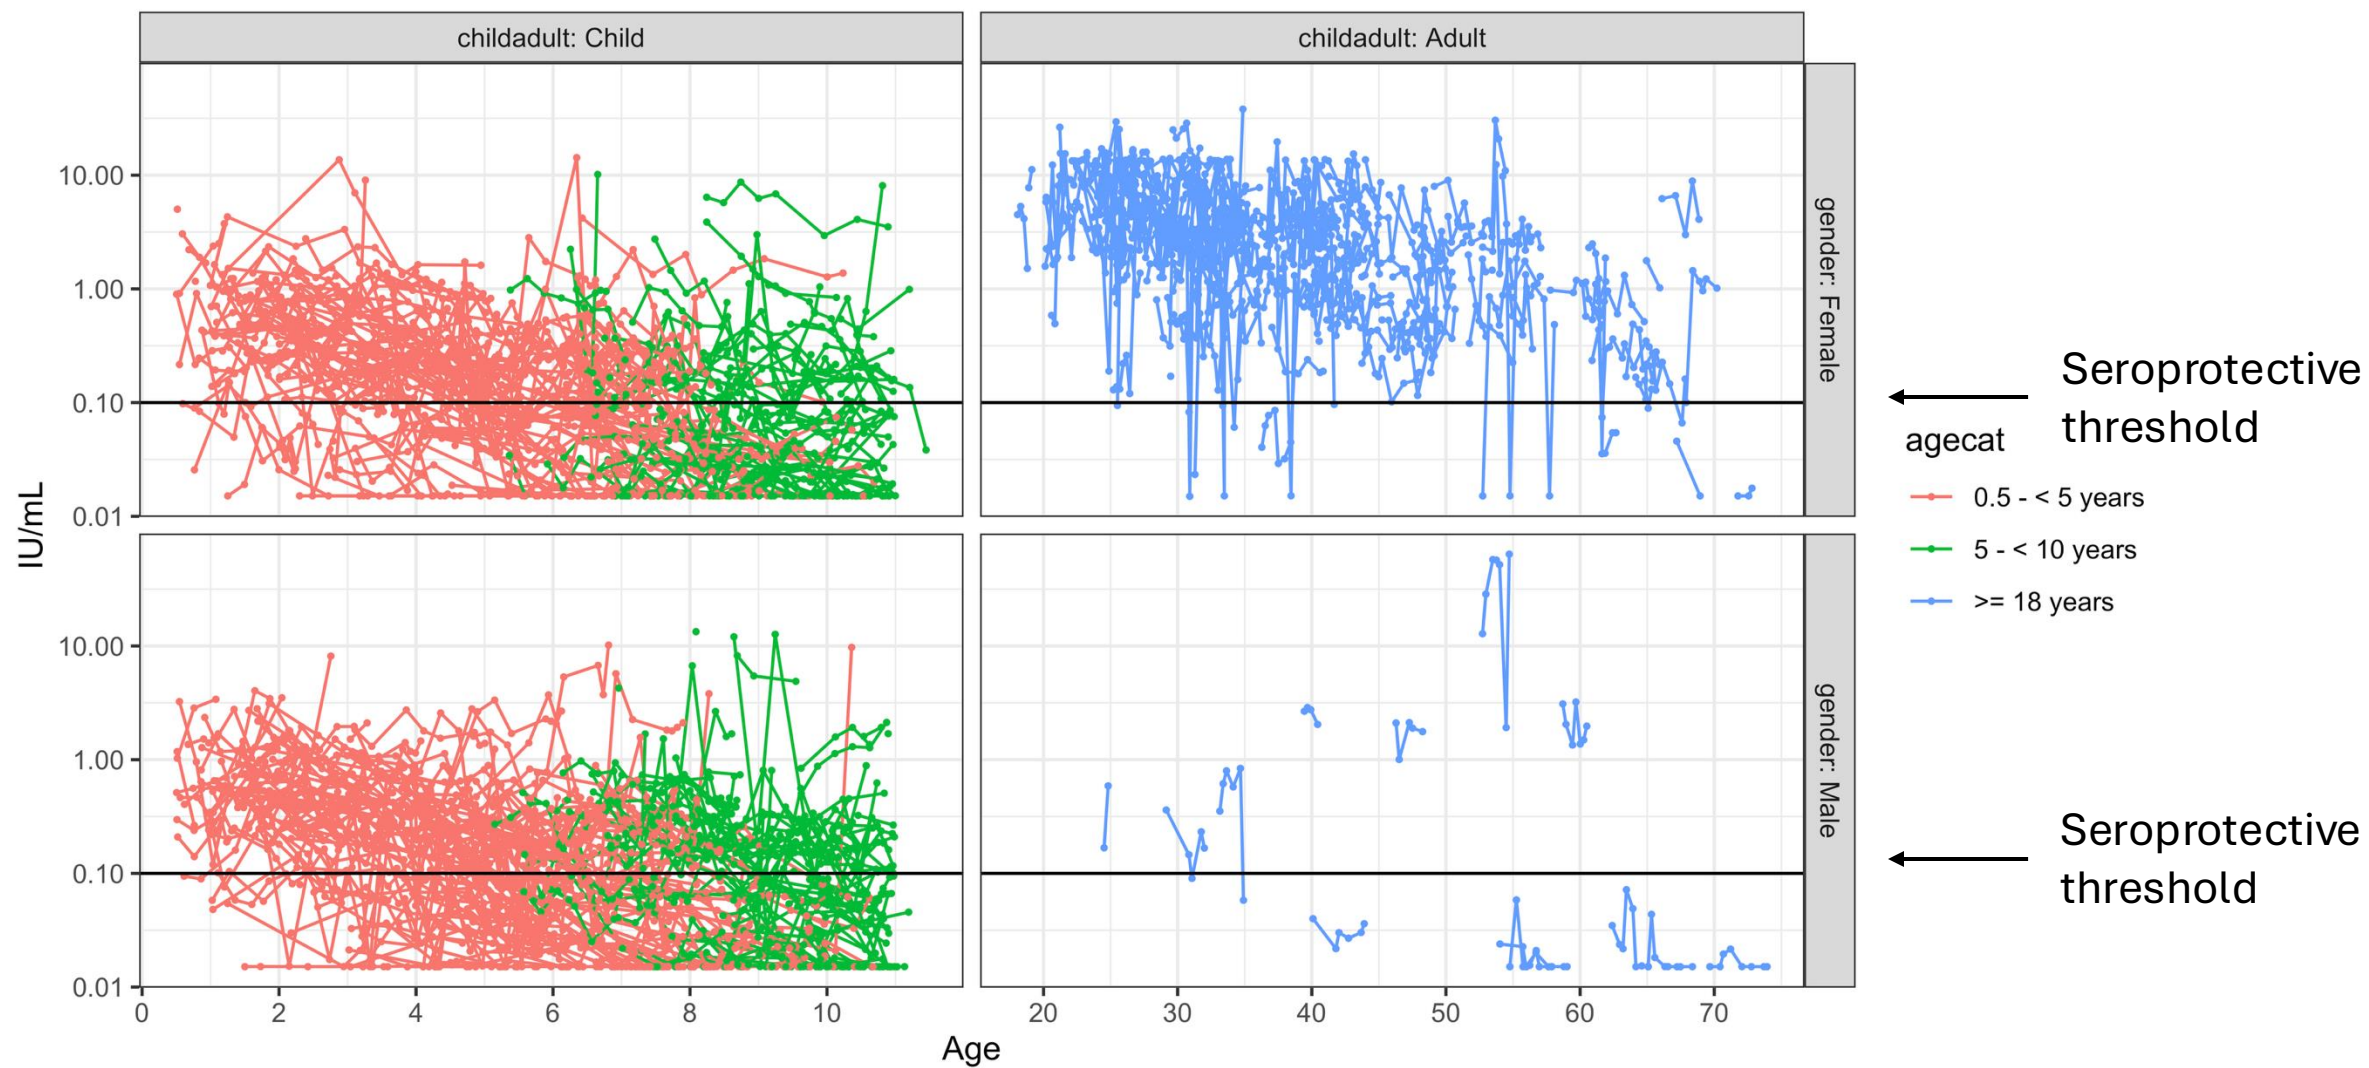 childadult: Child
childadult: Adult
10.00
1.00
0.10
0.01
gender: Female
10.00
1.00
0.10
0.01
gender: Male
IU/mL
0 2 4 6 8 10
20 30 40 50 60 70
Age
Seroprotective
threshold
agecat
0.5 - < 5 years
5 - < 10 years
>= 18 years
Seroprotective
threshold